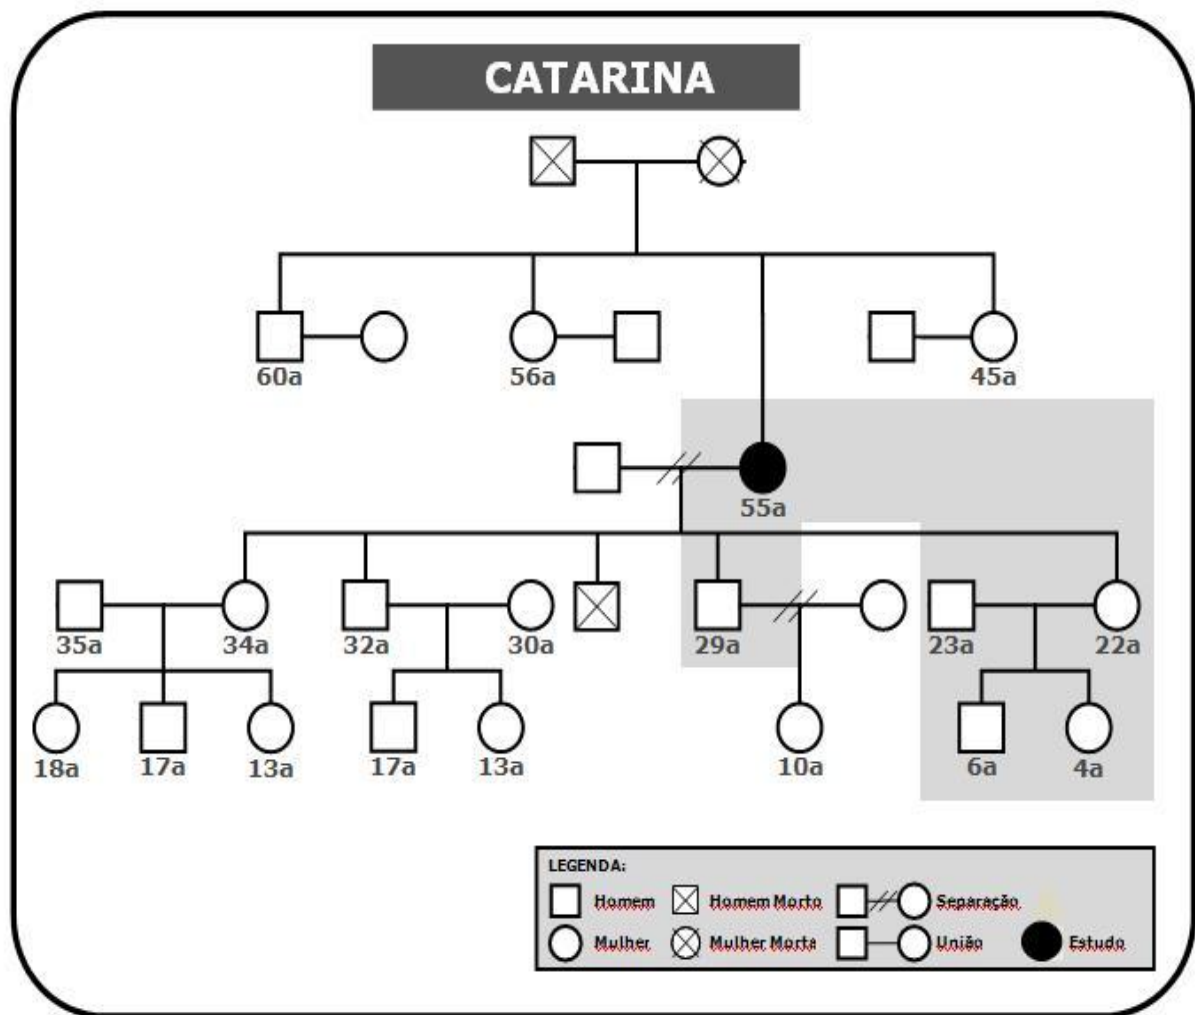 CATARINA
60a
56a
45a
55a
35a
34a
32a
30a
29a
23a
22a
18a
17a
13a
17a
13a
10a
6a
4a
LEGENDA:
Homem
Homem Morto
Separação
Mulher
Mulher Morta
União
Estudo